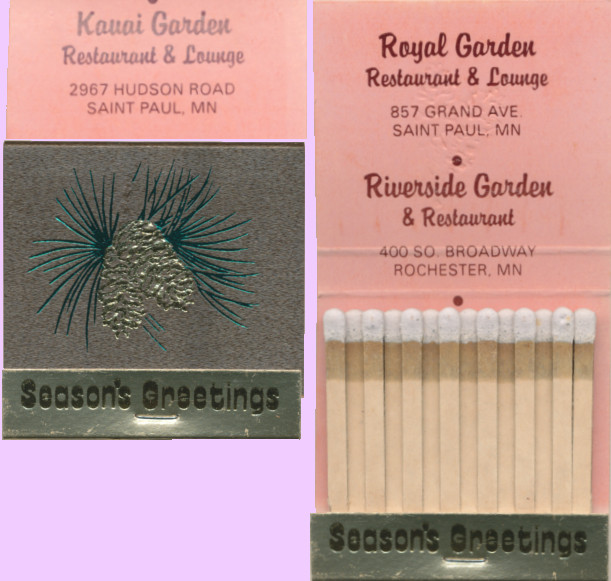 Kauai Garden
Restaurant & Lounge
2967 HUDSON ROAD
SAINT PAUL, MN
Season's Greetings
Royal Garden
Restaurant & Lounge
857 GRAND AVE.
SAINT PAUL, MN
Riverside Garden
& Restaurant
400 SO. BROADWAY
ROCHESTER, MN
Season's Greetings